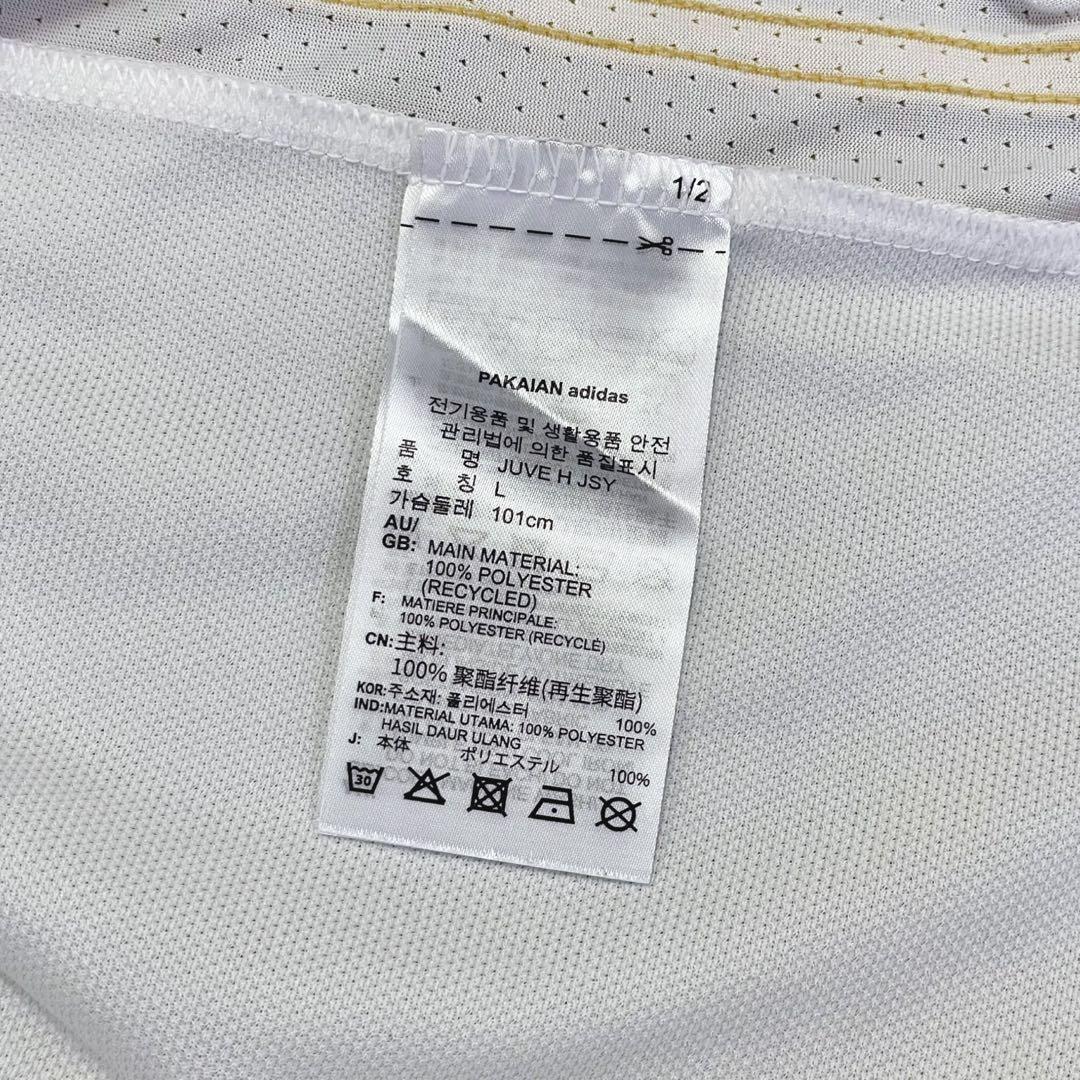 1/2
PAKAIAN adidas
전기용품 및 생활용품 안전
관리법에 의한 품질표시
품 명 JUVE H JSY
호 칭 L
가슴둘레 101cm
AU/
GB: MAIN MATERIAL:
100% POLYESTER
(RECYCLED)
F: MATIERE PRINCIPALE:
100% POLYESTER (RECYCLÉ)
CN:主料:
100% 聚酯纤维(再生聚酯)
KOR:주소재: 폴리에스터 100%
IND:MATERIAL UTAMA: 100% POLYESTER
HASIL DAUR ULANG
J: 本体 ポリエステル 100%
30